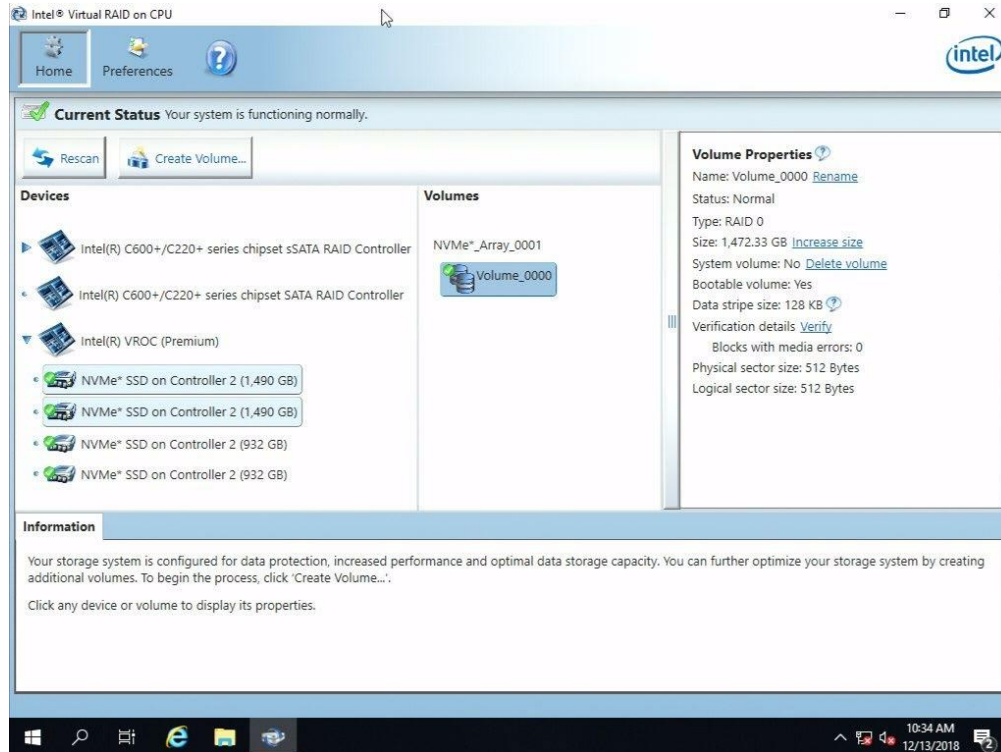 Intel® Virtual RAID on CPU
Home
Preferences
intel
Current Status Your system is functioning normally.
Rescan
Create Volume...
Devices
Intel(R) C600+/C220+ series chipset sSATA RAID Controller
Intel(R) C600+/C220+ series chipset SATA RAID Controller
Intel(R) VROC (Premium)
NVMe* SSD on Controller 2 (1,490 GB)
NVMe* SSD on Controller 2 (1,490 GB)
NVMe* SSD on Controller 2 (932 GB)
NVMe* SSD on Controller 2 (932 GB)
Volumes
NVMe*_Array_0001
Volume_0000
Volume Properties
Name: Volume_0000 Rename
Status: Normal
Type: RAID 0
Size: 1,472.33 GB Increase size
System volume: No Delete volume
Bootable volume: Yes
Data stripe size: 128 KB
Verification details Verify
Blocks with media errors: 0
Physical sector size: 512 Bytes
Logical sector size: 512 Bytes
Information
Your storage system is configured for data protection, increased performance and optimal data storage capacity. You can further optimize your storage system by creating
additional volumes. To begin the process, click 'Create Volume...'.
Click any device or volume to display its properties.
10:34 AM
12/13/2018
2